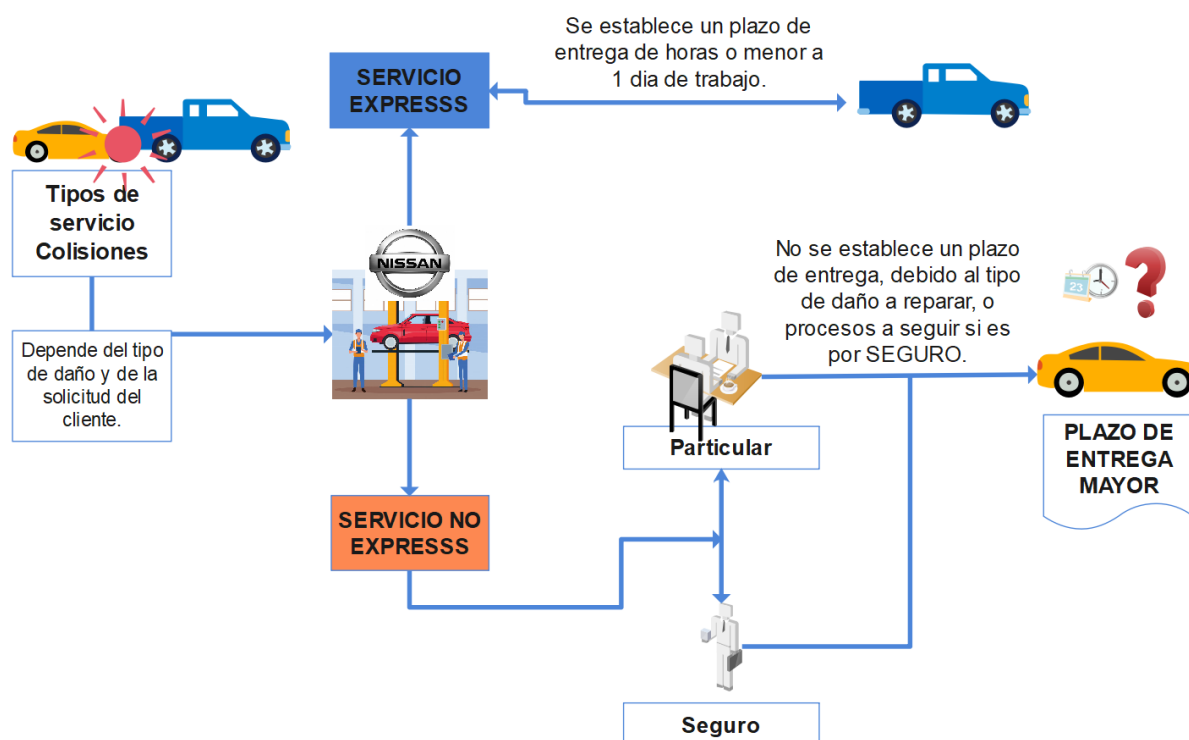 Se establece un plazo de
entrega de horas o menor a
1 dia de trabajo.
SERVICIO
EXPRESSS
Tipos de
servicio
Colisiones
Depende del tipo
de daño y de la
solicitud del
cliente.
NISSAN
No se establece un plazo
de entrega, debido al tipo
de daño a reparar, o
procesos a seguir si es
por SEGURO.
23
Particular
PLAZO DE
ENTREGA
MAYOR
SERVICIO NO
EXPRESSS
Seguro